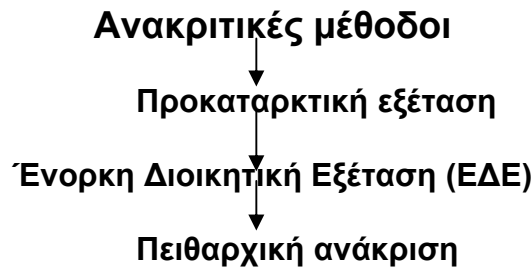 Ανακριτικές μέθοδοι
Προκαταρκτική εξέταση
Ένορκη Διοικητική Εξέταση (ΕΔΕ)
Πειθαρχική ανάκριση